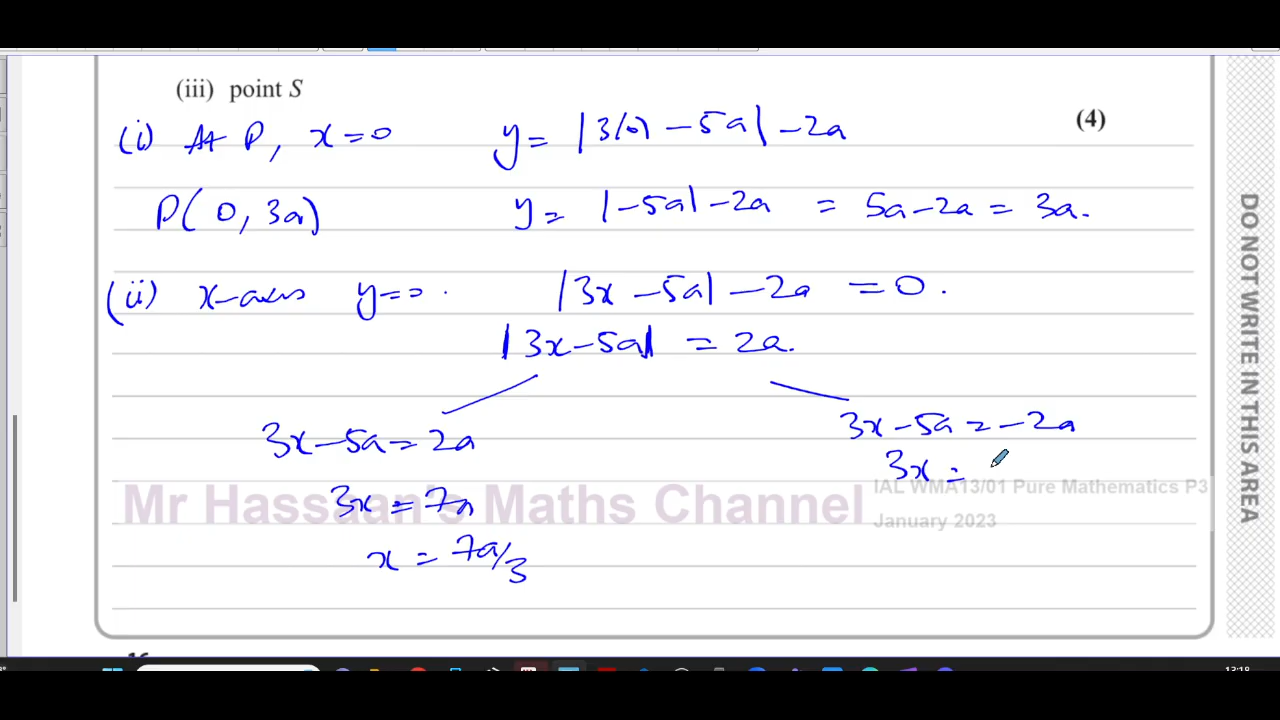 (iii) point S
(4)
(i) At P, x=0 y= |3(0) -5a| -2a
P(0, 3a) y= |-5a| -2a = 5a-2a = 3a.
(ii) x-axis y=0. |3x -5a| -2a =0.
|3x-5a| = 2a.
3x-5a=2a 3x-5a=-2a
3x = 7a 3x =
x = 7a/3
Mr Hassaan's Maths Channel
IAL WMA13/01 Pure Mathematics P3
January 2023
DO NOT WRITE IN THIS AREA
13:18